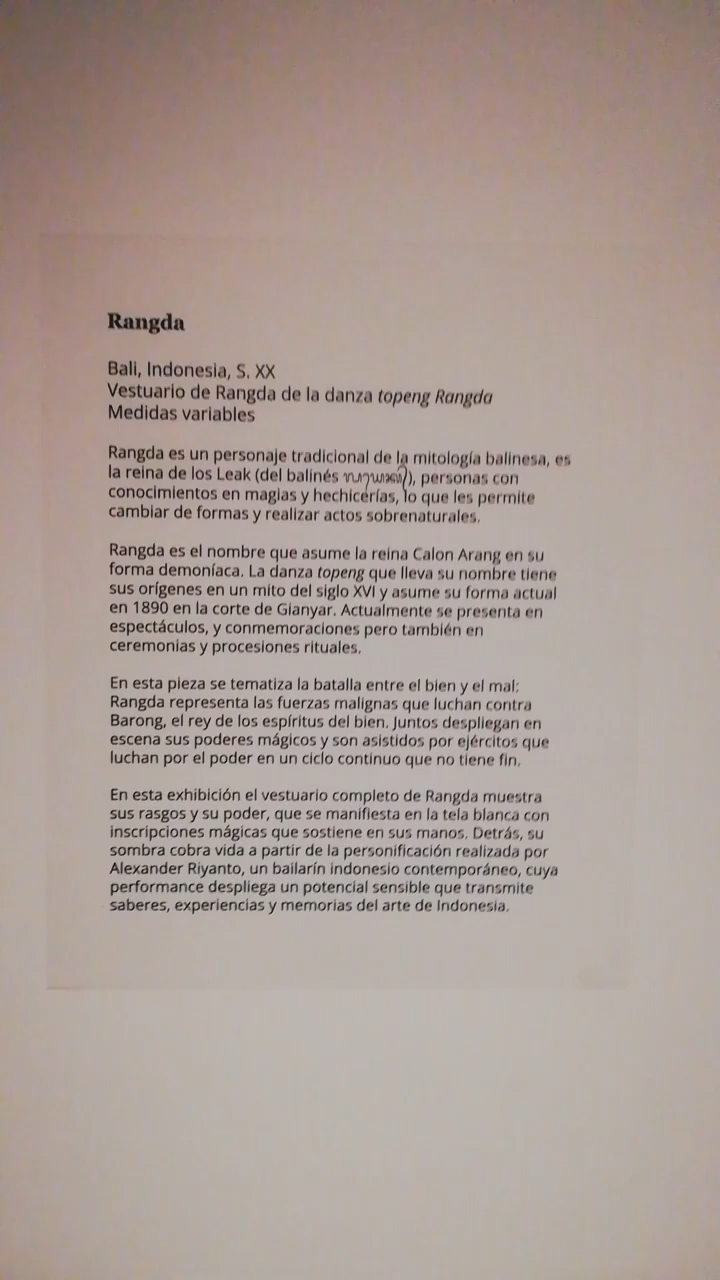 Rangda
Bali, Indonesia, S. XX
Vestuario de Rangda de la danza topeng Rangda
Medidas variables
Rangda es un personaje tradicional de la mitología balinesa, es
la reina de los Leak (del balinés ), personas con
conocimientos en magias y hechicerías, lo que les permite
cambiar de formas y realizar actos sobrenaturales.
Rangda es el nombre que asume la reina Calon Arang en su
forma demoníaca. La danza topeng que lleva su nombre tiene
sus orígenes en un mito del siglo XVI y asume su forma actual
en 1890 en la corte de Gianyar. Actualmente se presenta en
espectáculos, y conmemoraciones pero también en
ceremonias y procesiones rituales.
En esta pieza se tematiza la batalla entre el bien y el mal:
Rangda representa las fuerzas malignas que luchan contra
Barong, el rey de los espíritus del bien. Juntos despliegan en
escena sus poderes mágicos y son asistidos por ejércitos que
luchan por el poder en un ciclo continuo que no tiene fin.
En esta exhibición el vestuario completo de Rangda muestra
sus rasgos y su poder, que se manifiesta en la tela blanca con
inscripciones mágicas que sostiene en sus manos. Detrás, su
sombra cobra vida a partir de la personificación realizada por
Alexander Riyanto, un bailarín indonesio contemporáneo, cuya
performance despliega un potencial sensible que transmite
saberes, experiencias y memorias del arte de Indonesia.